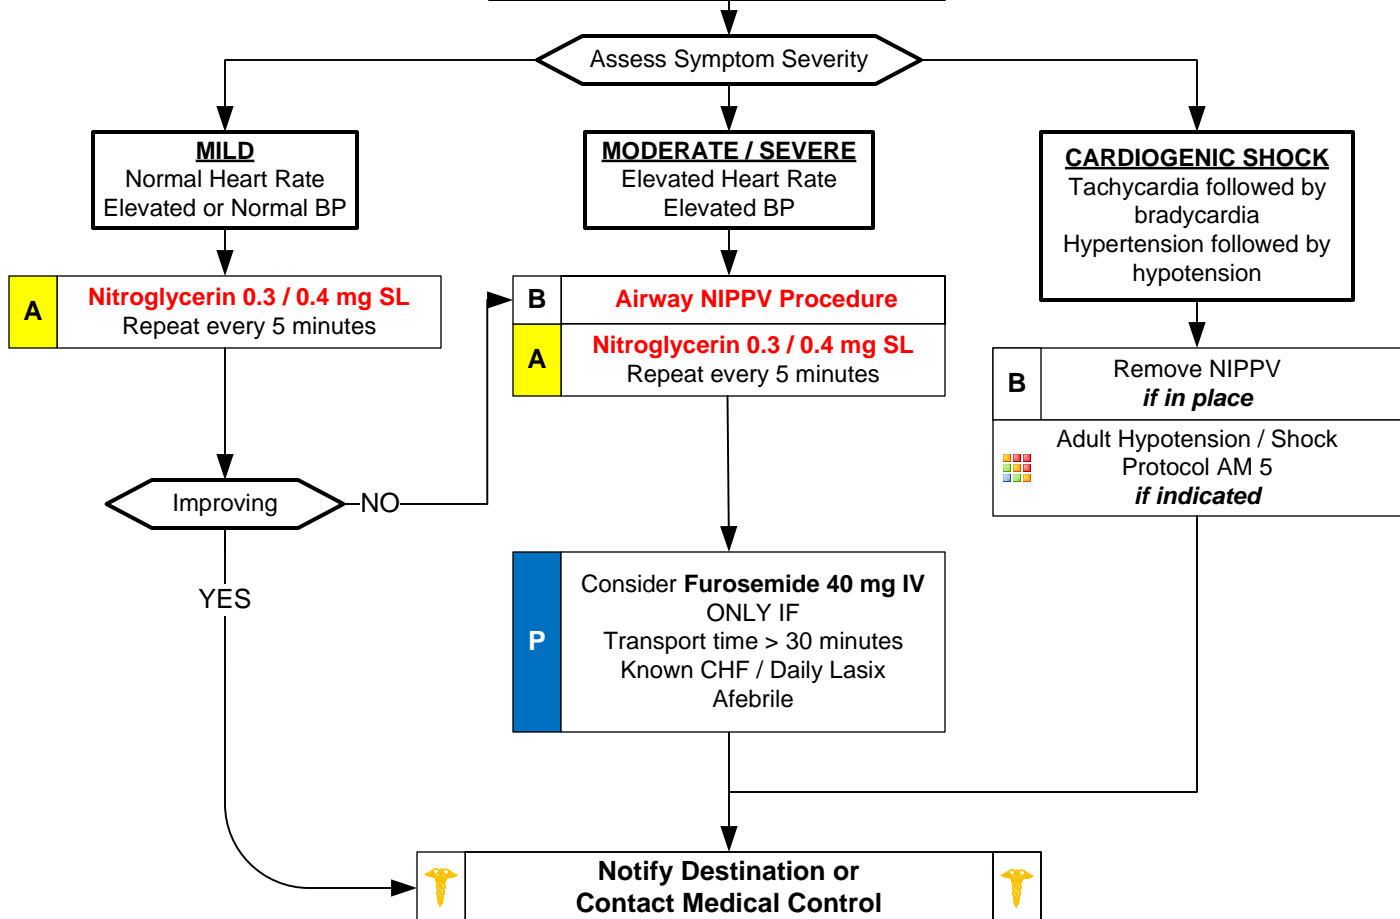 Assess Symptom Severity
MILD
Normal Heart Rate
Elevated or Normal BP
MODERATE / SEVERE
Elevated Heart Rate
Elevated BP
CARDIOGENIC SHOCK
Tachycardia followed by
bradycardia
Hypertension followed by
hypotension
A
Nitroglycerin 0.3 / 0.4 mg SL
Repeat every 5 minutes
B
Airway NIPPV Procedure
A
Nitroglycerin 0.3 / 0.4 mg SL
Repeat every 5 minutes
B
Remove NIPPV
if in place
Adult Hypotension / Shock
Protocol AM 5
if indicated
Improving
NO
YES
P
Consider Furosemide 40 mg IV
ONLY IF
Transport time > 30 minutes
Known CHF / Daily Lasix
Afebrile
Notify Destination or
Contact Medical Control